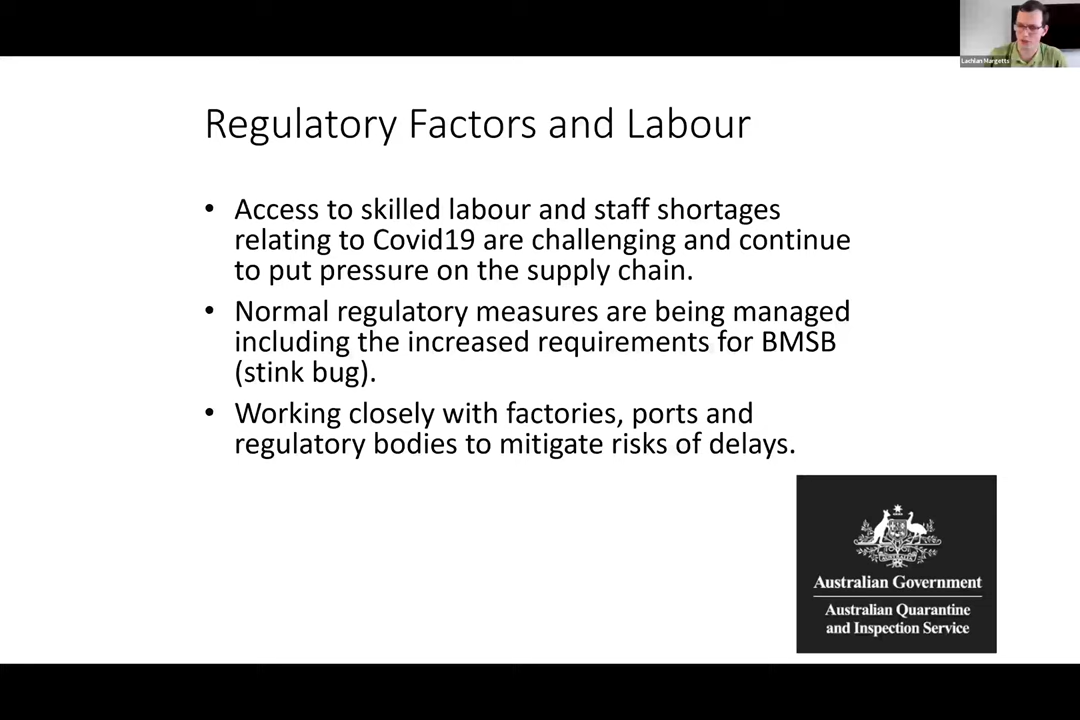 Lachlan Margetts
Regulatory Factors and Labour
• Access to skilled labour and staff shortages
relating to Covid19 are challenging and continue
to put pressure on the supply chain.
• Normal regulatory measures are being managed
including the increased requirements for BMSB
(stink bug).
• Working closely with factories, ports and
regulatory bodies to mitigate risks of delays.
Australian Government
Australian Quarantine
and Inspection Service